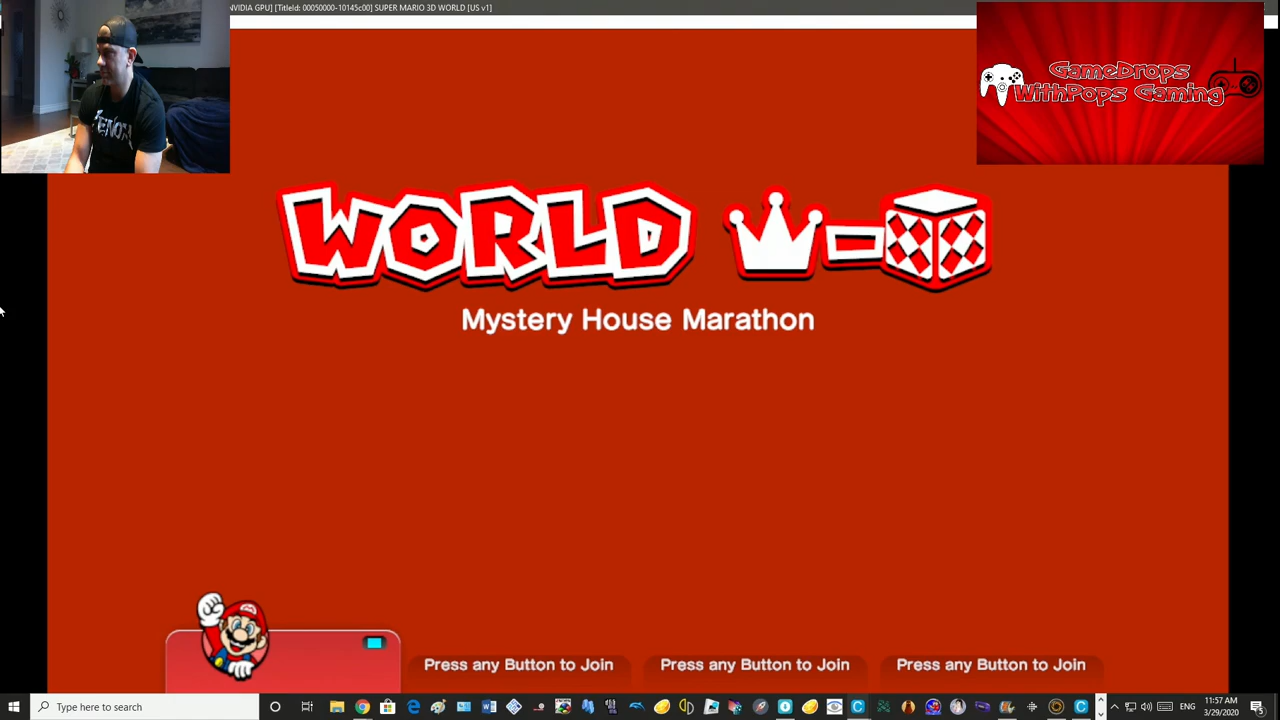 NVIDIA GPU] [TitleId: 00050000-10145c00] SUPER MARIO 3D WORLD [US v1]
GameDrops
WithPops Gaming
VENOM
WORLD
Mystery House Marathon
Press any Button to Join
Press any Button to Join
Press any Button to Join
Type here to search
ENG
11:57 AM
3/29/2020